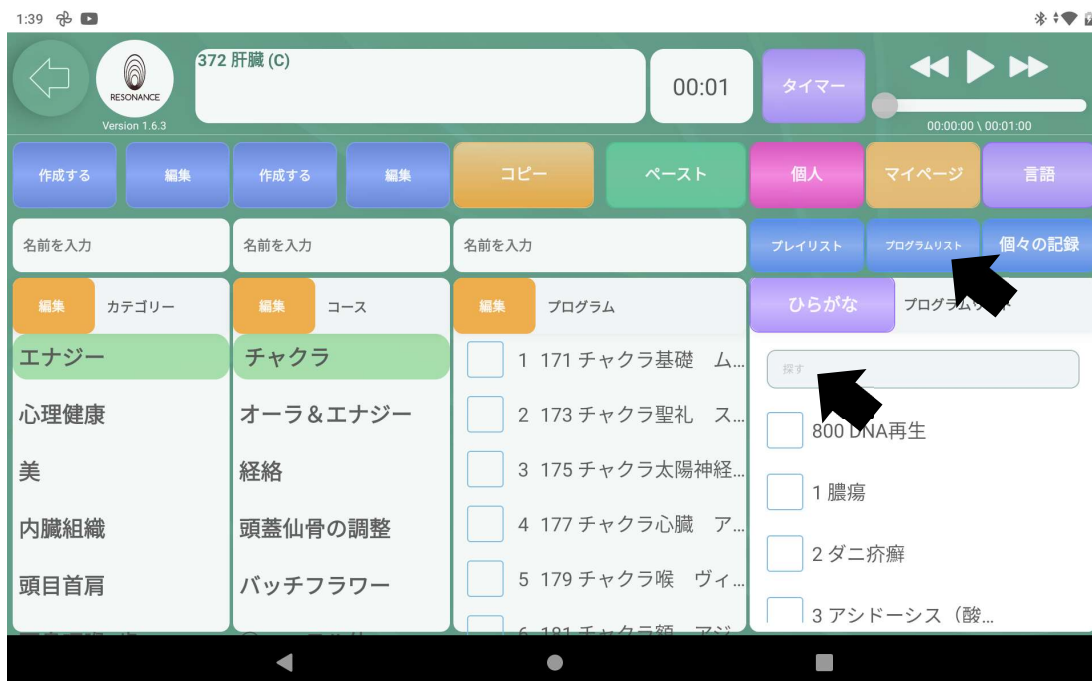 1:39
372 肝臓 (C)
RESONANCE
Version 1.6.3
00:01
タイマー
00:00:00 \ 00:01:00
作成する
編集
作成する
編集
コピー
ペースト
個人
マイページ
言語
名前を入力
名前を入力
名前を入力
プレイリスト
プログラムリスト
個々の記録
編集 カテゴリー
編集 コース
編集 プログラム
ひらがな
エナジー
心理健康
美
内臓組織
頭目首肩
チャクラ
オーラ＆エナジー
経絡
頭蓋仙骨の調整
バッチフラワー
1 171 チャクラ基礎 ム...
2 173 チャクラ聖礼 ス...
3 175 チャクラ太陽神経...
4 177 チャクラ心臓 ア...
5 179 チャクラ喉 ヴィ...
6 181 チャクラ額 アジ
探す
800 DNA再生
1 膿瘍
2 ダニ疥癬
3 アシドーシス（酸...